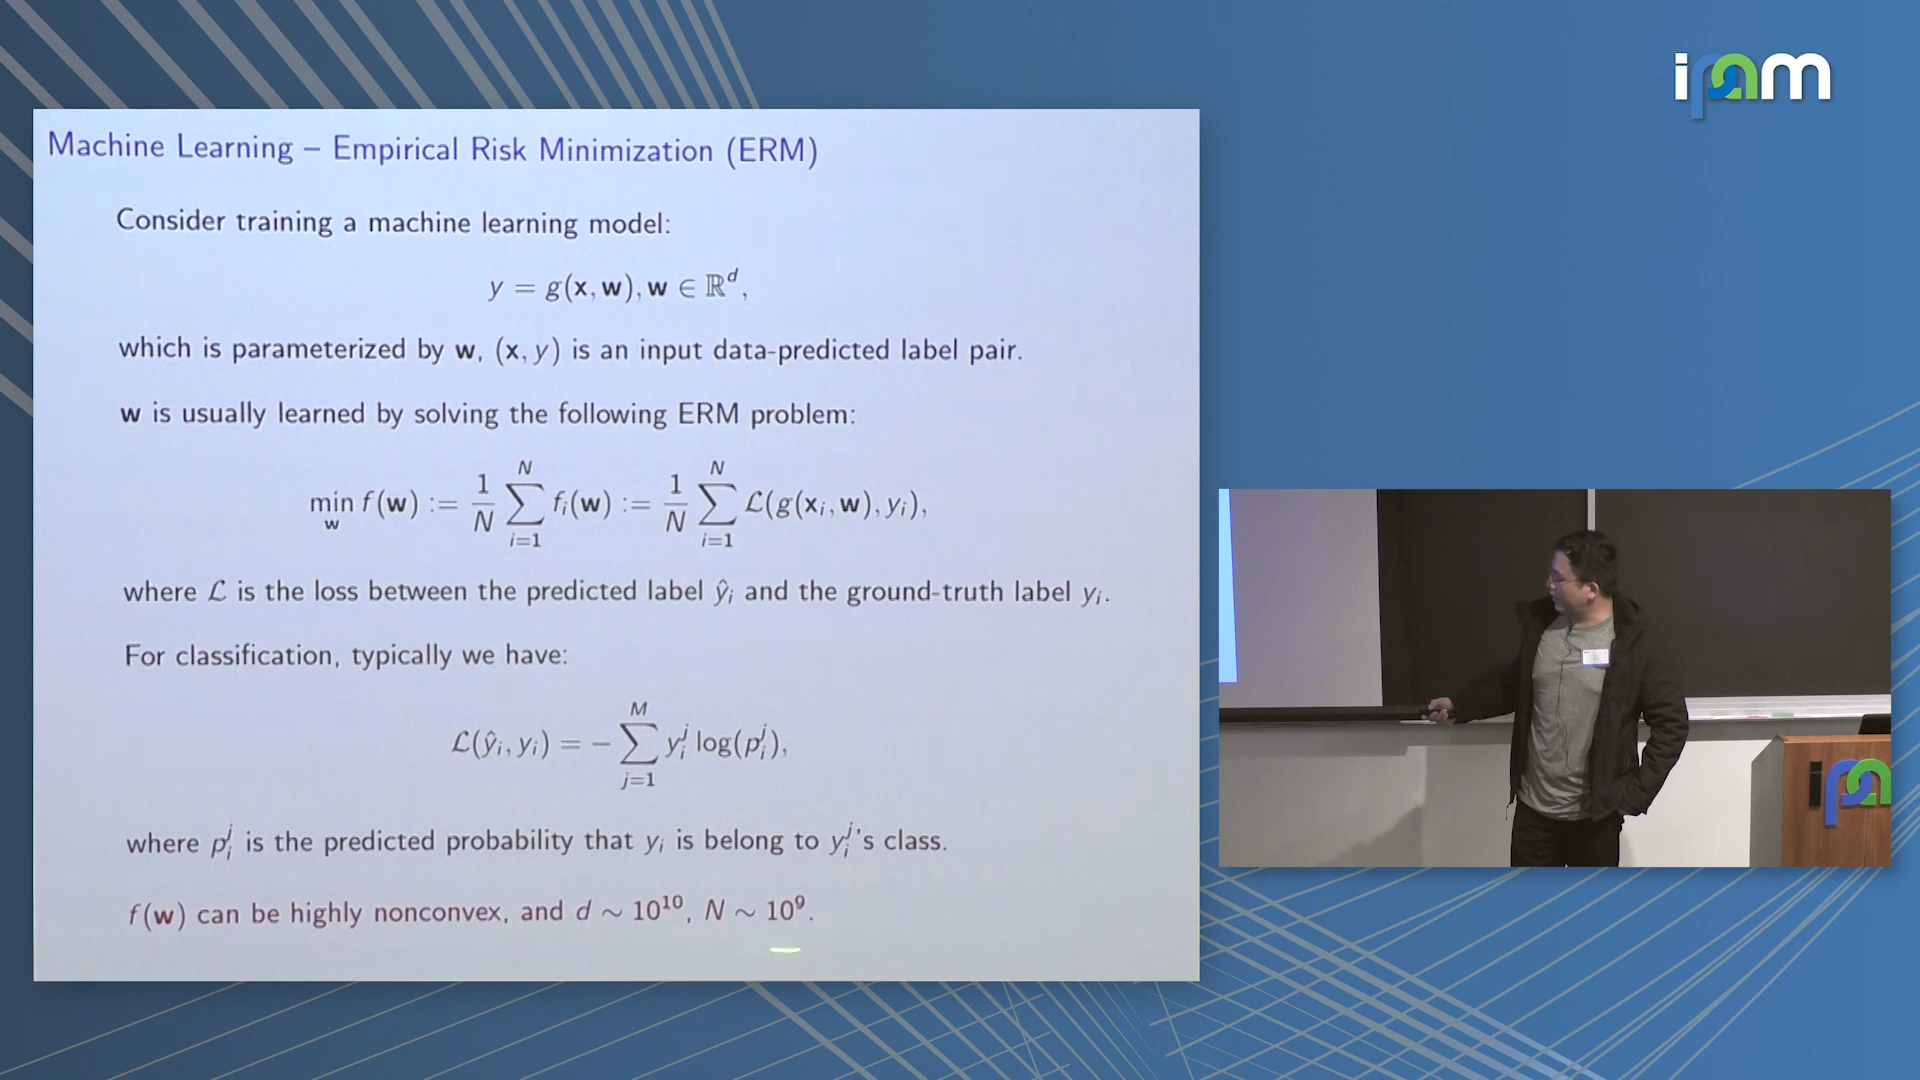 ipam
Machine Learning – Empirical Risk Minimization (ERM)
Consider training a machine learning model:
y = g(x, w), w ∈ ℝ^d,
which is parameterized by w, (x, y) is an input data-predicted label pair.
w is usually learned by solving the following ERM problem:
min_w f(w) := 1/N ∑_{i=1}^{N} f_i(w) := 1/N ∑_{i=1}^{N} ℒ(g(x_i, w), y_i),
where ℒ is the loss between the predicted label ŷ_i and the ground-truth label y_i.
For classification, typically we have:
ℒ(ŷ_i, y_i) = − ∑_{j=1}^{M} y_i^j log(p_i^j),
where p_i^j is the predicted probability that y_i is belong to y_i^j's class.
f(w) can be highly nonconvex, and d ∼ 10^10, N ∼ 10^9.
ipa